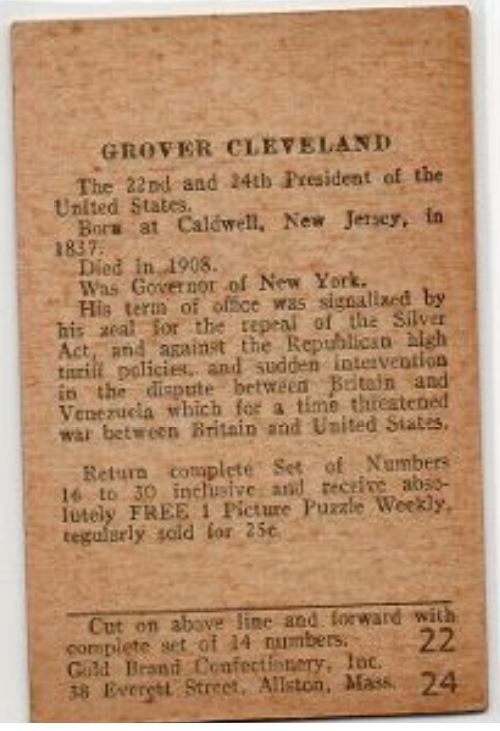 GROVER CLEVELAND
The 22nd and 24th President of the
United States.
Born at Caldwell, New Jersey, in
1837.
Died in 1908.
Was Governor of New York.
His term of office was signalized by
his zeal for the repeal of the Silver
Act, and against the Republican high
tariff policies, and sudden intervention
in the dispute between Britain and
Venezuela which for a time threatened
war between Britain and United States.
Return complete Set of Numbers
16 to 30 inclusive and receive abso-
lutely FREE 1 Picture Puzzle Weekly,
regularly sold for 25c
Cut on above line and forward with
complete set of 14 numbers. 22
Gold Brand Confectionery, Inc.
38 Everett Street, Allston, Mass. 24